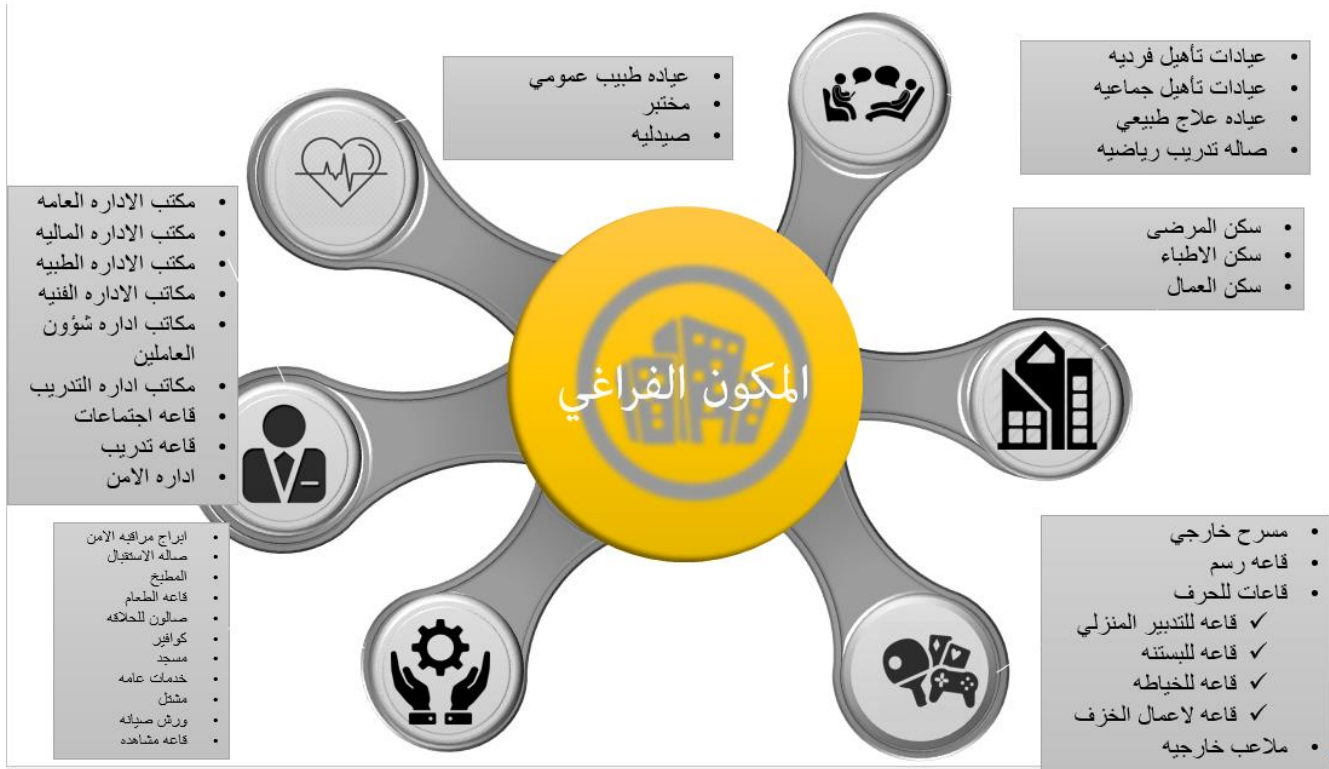 عيادات تأهيل فرديه
عيادات تأهيل جماعيه
عياده علاج طبيعي
صاله تدريب رياضيه
عياده طبيب عمومي
مختبر
صيدليه
سكن المرضى
سكن الاطباء
سكن العمال
مكتب الاداره العامه
مكتب الاداره الماليه
مكتب الاداره الطبيه
مكاتب الاداره الفنيه
مكاتب اداره شؤون
العاملين
مكاتب اداره التدريب
قاعه اجتماعات
قاعه تدريب
اداره الامن
المكون الفراغي
مسرح خارجي
قاعه رسم
قاعات للحرف
✓ قاعه للتدبير المنزلي
✓ قاعه للبستنه
✓ قاعه للخياطه
✓ قاعه لاعمال الخزف
ملاعب خارجيه
ابراج مراقبه الامن
صاله الاستقبال
المطبخ
قاعه الطعام
صالون للحلاقه
كوافير
مسجد
خدمات عامه
مشتل
ورش صيانه
قاعه مشاهده